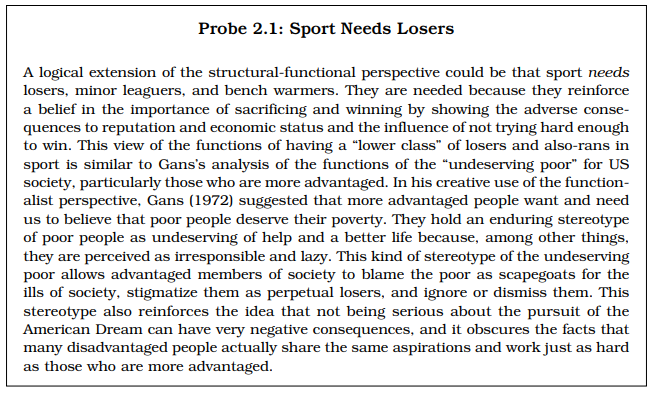 Probe 2.1: Sport Needs Losers
A logical extension of the structural-functional perspective could be that sport needs
losers, minor leaguers, and bench warmers. They are needed because they reinforce
a belief in the importance of sacrificing and winning by showing the adverse conse-
quences to reputation and economic status and the influence of not trying hard enough
to win. This view of the functions of having a “lower class” of losers and also-rans in
sport is similar to Gans’s analysis of the functions of the “undeserving poor” for US
society, particularly those who are more advantaged. In his creative use of the function-
alist perspective, Gans (1972) suggested that more advantaged people want and need
us to believe that poor people deserve their poverty. They hold an enduring stereotype
of poor people as undeserving of help and a better life because, among other things,
they are perceived as irresponsible and lazy. This kind of stereotype of the undeserving
poor allows advantaged members of society to blame the poor as scapegoats for the
ills of society, stigmatize them as perpetual losers, and ignore or dismiss them. This
stereotype also reinforces the idea that not being serious about the pursuit of the
American Dream can have very negative consequences, and it obscures the facts that
many disadvantaged people actually share the same aspirations and work just as hard
as those who are more advantaged.